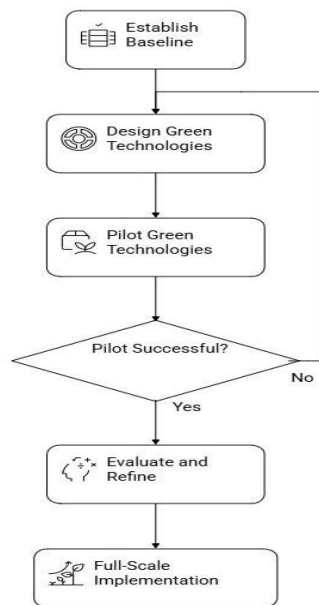 Establish
Baseline
Design Green
Technologies
Pilot Green
Technologies
Pilot Successful?
No
Yes
Evaluate and
Refine
Full-Scale
Implementation